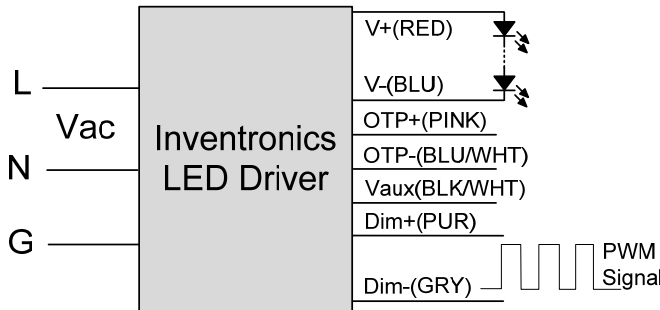 L
Vac
N
G
Inventronics
LED Driver
V+(RED)
V-(BLU)
OTP+(PINK)
OTP-(BLU/WHT)
Vaux(BLK/WHT)
Dim+(PUR)
Dim-(GRY)
PWM
Signal